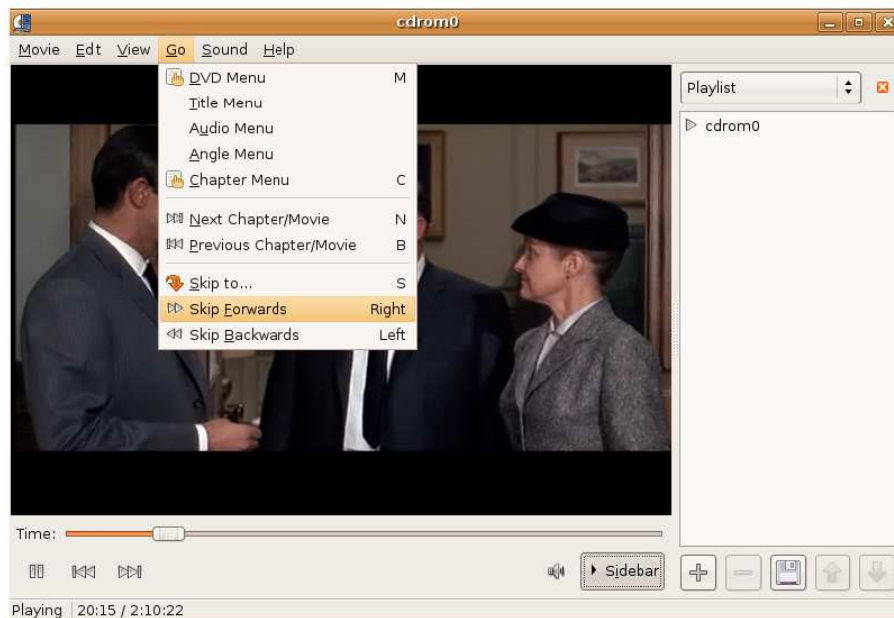 cdrom0
Movie Edt View Go Sound Help
DVD Menu M
Title Menu
Audio Menu
Angle Menu
Chapter Menu C
Next Chapter/Movie N
Previous Chapter/Movie B
Skip to... S
Skip Forwards Right
Skip Backwards Left
Playlist
cdrom0
Time:
Sidebar
Playing 20:15 / 2:10:22